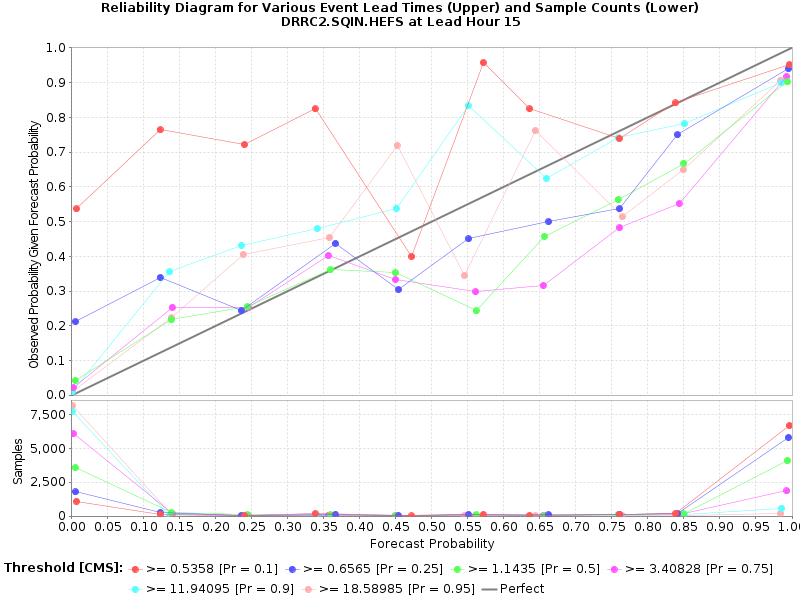 Reliability Diagram for Various Event Lead Times (Upper) and Sample Counts (Lower)
DRRC2.SQIN.HEFS at Lead Hour 15
Observed Probability Given Forecast Probability
1.0
0.9
0.8
0.7
0.6
0.5
0.4
0.3
0.2
0.1
0.0
Samples
7,500
5,000
2,500
0
0.00 0.05 0.10 0.15 0.20 0.25 0.30 0.35 0.40 0.45 0.50 0.55 0.60 0.65 0.70 0.75 0.80 0.85 0.90 0.95 1.00
Forecast Probability
Threshold [CMS]: >= 0.5358 [Pr = 0.1] >= 0.6565 [Pr = 0.25] >= 1.1435 [Pr = 0.5] >= 3.40828 [Pr = 0.75]
>= 11.94095 [Pr = 0.9] >= 18.58985 [Pr = 0.95] Perfect